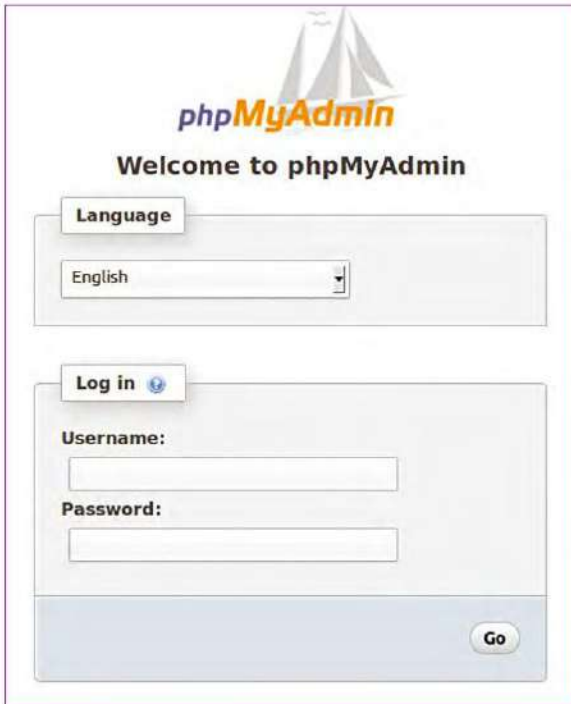 phpMyAdmin
Welcome to phpMyAdmin
Language
English
Log in
Username:
Password:
Go